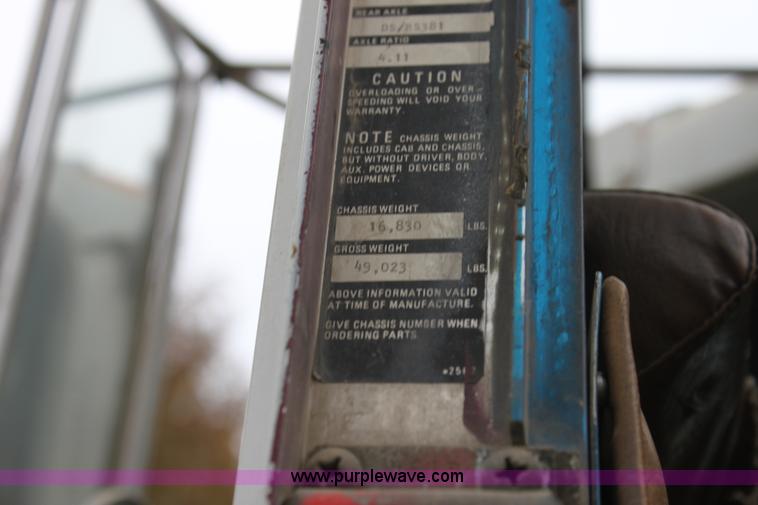 REAR AXLE
DS/RS381
AXLE RATIO
4.11
CAUTION
OVERLOADING OR OVER-
SPEEDING WILL VOID YOUR
WARRANTY.
NOTE CHASSIS WEIGHT
INCLUDES CAB AND CHASSIS,
BUT WITHOUT DRIVER, BODY,
AUX. POWER DEVICES OR
EQUIPMENT.
CHASSIS WEIGHT
16,830 LBS.
GROSS WEIGHT
49,023 LBS.
ABOVE INFORMATION VALID
AT TIME OF MANUFACTURE.
GIVE CHASSIS NUMBER WHEN
ORDERING PARTS
www.purplewave.com